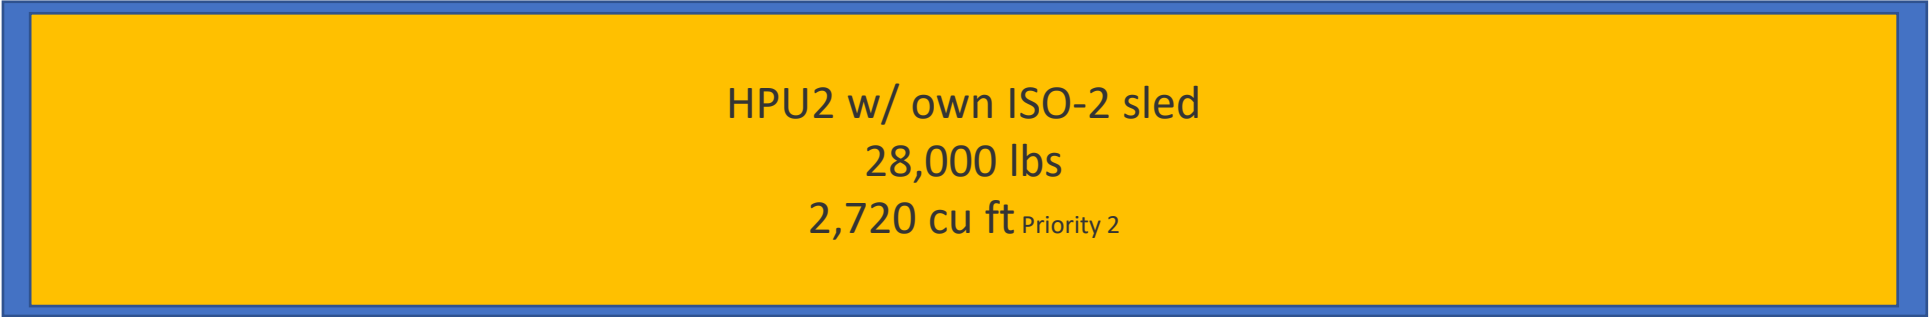 HPU2 w/ own ISO-2 sled
28,000 lbs
2,720 cu ft Priority 2